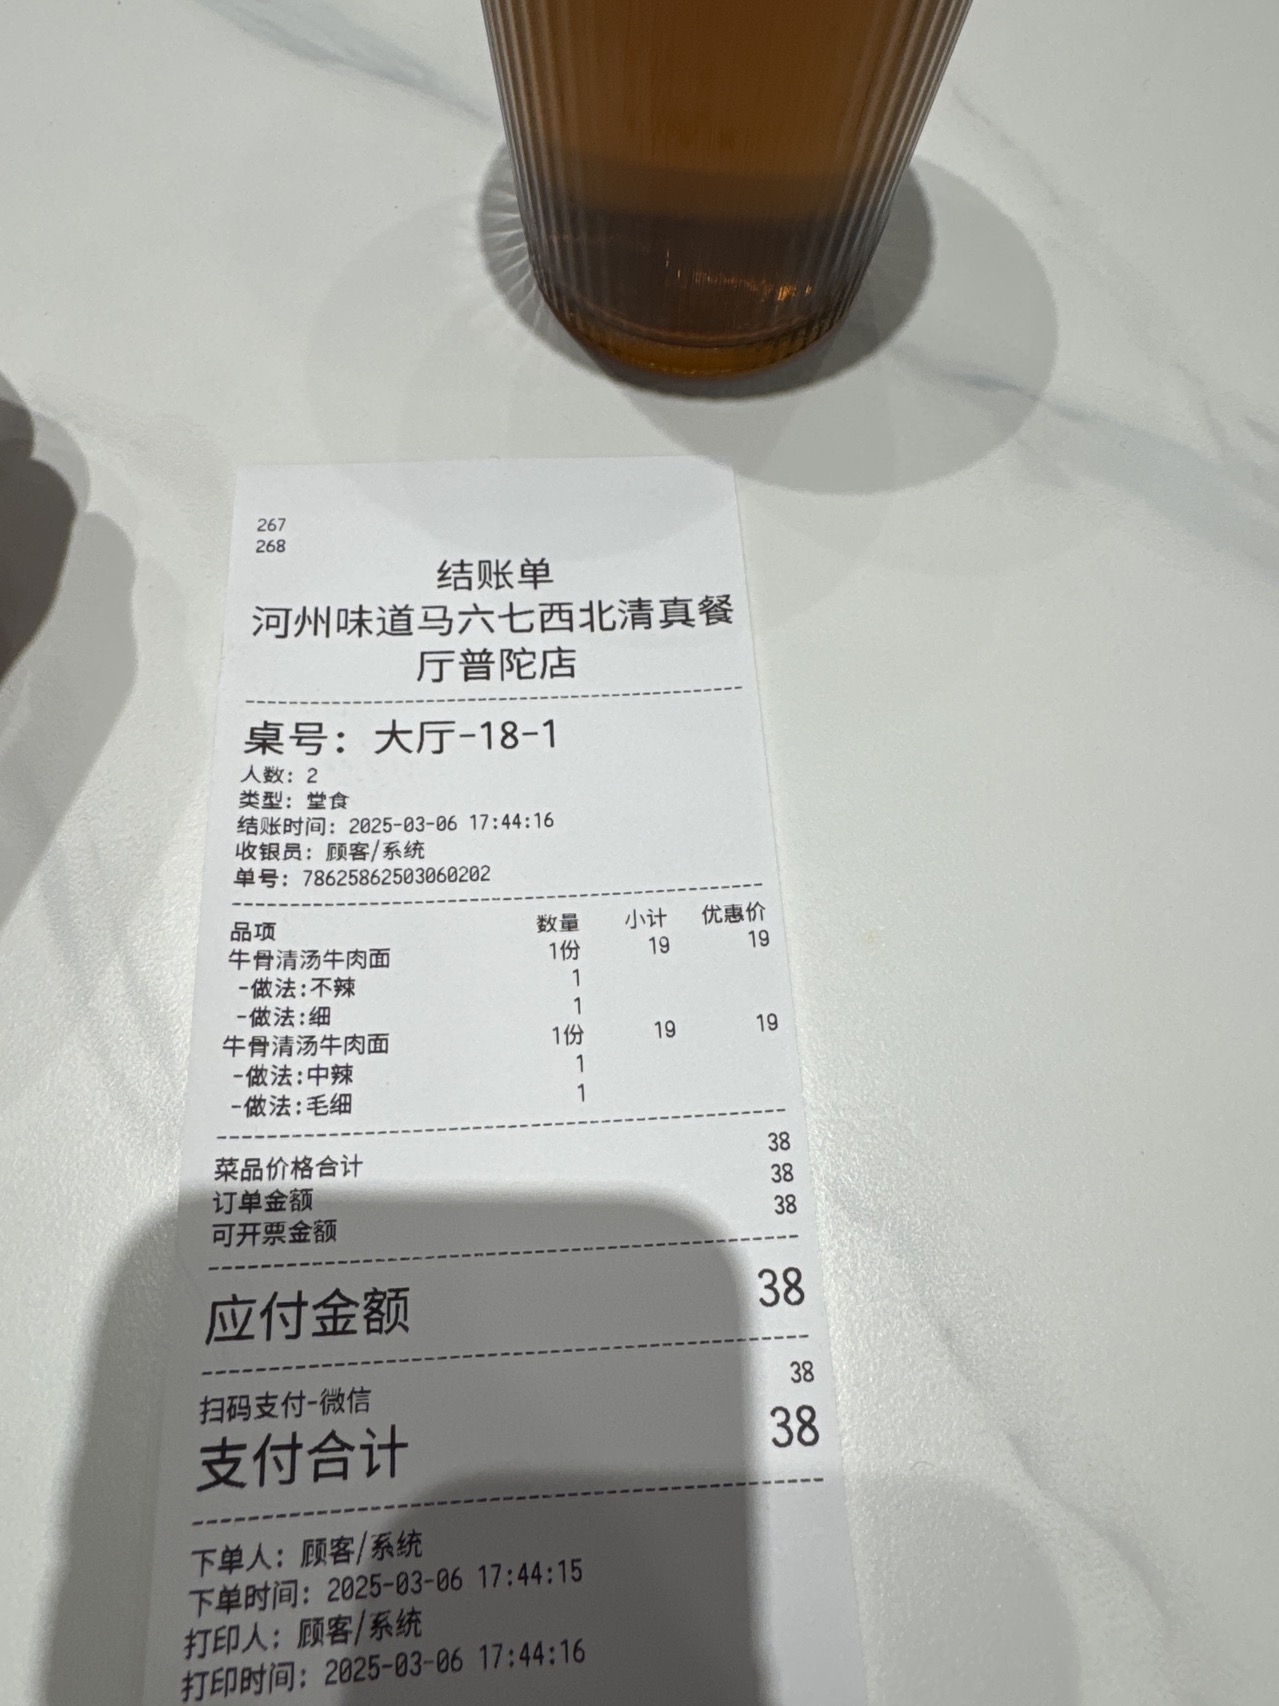 267
268
结账单
河州味道马六七西北清真餐
厅普陀店
桌号：大厅-18-1
人数：2
类型：堂食
结账时间：2025-03-06 17:44:16
收银员：顾客/系统
单号：78625862503060202
品项 数量 小计 优惠价
牛骨清汤牛肉面 1份 19 19
-做法:不辣 1
-做法:细 1
牛骨清汤牛肉面 1份 19 19
-做法:中辣 1
-做法:毛细 1
菜品价格合计 38
订单金额 38
可开票金额 38
应付金额 38
扫码支付-微信 38
支付合计 38
下单人：顾客/系统
下单时间：2025-03-06 17:44:15
打印人：顾客/系统
打印时间：2025-03-06 17:44:16